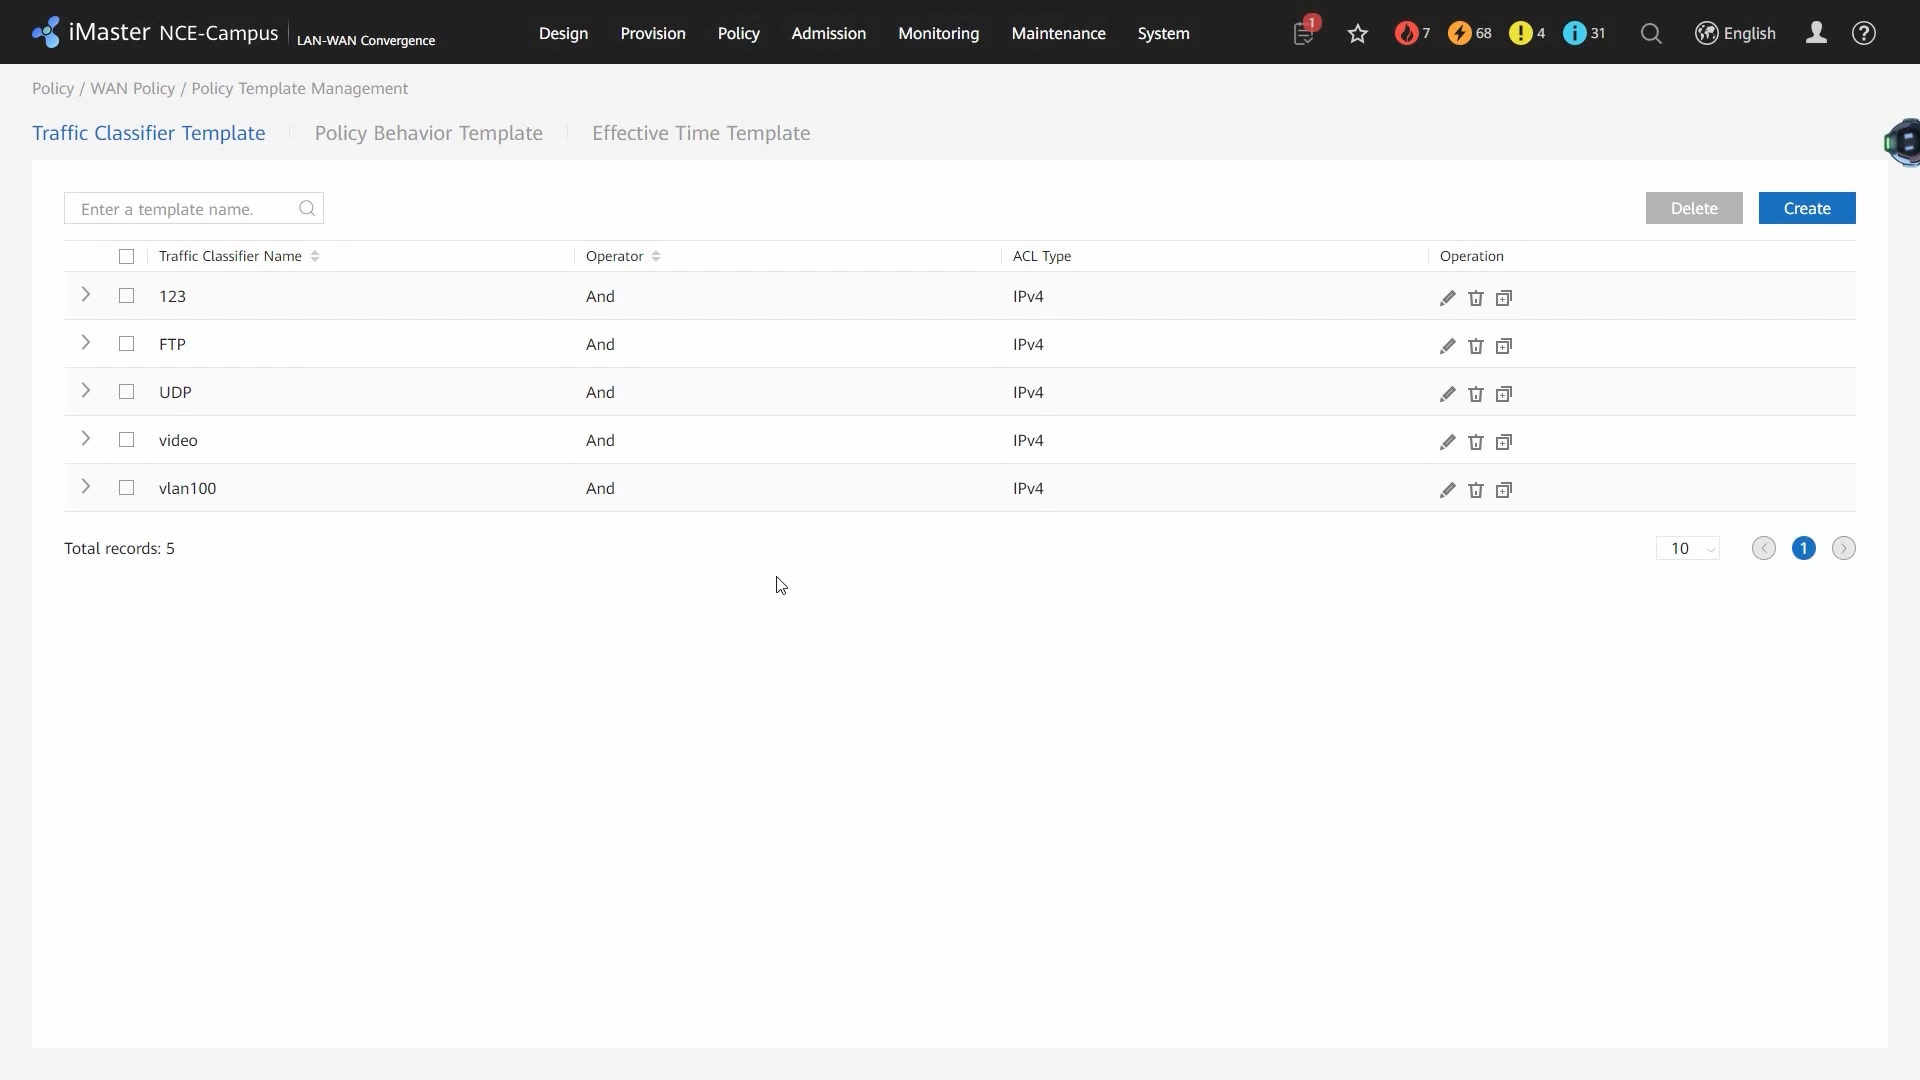 iMaster NCE-Campus LAN-WAN Convergence Design Provision Policy Admission Monitoring Maintenance System 1 7 68 4 31 English
Policy / WAN Policy / Policy Template Management
Traffic Classifier Template Policy Behavior Template Effective Time Template
Enter a template name. Delete Create
Traffic Classifier Name Operator ACL Type Operation
123 And IPv4
FTP And IPv4
UDP And IPv4
video And IPv4
vlan100 And IPv4
Total records: 5 10 1